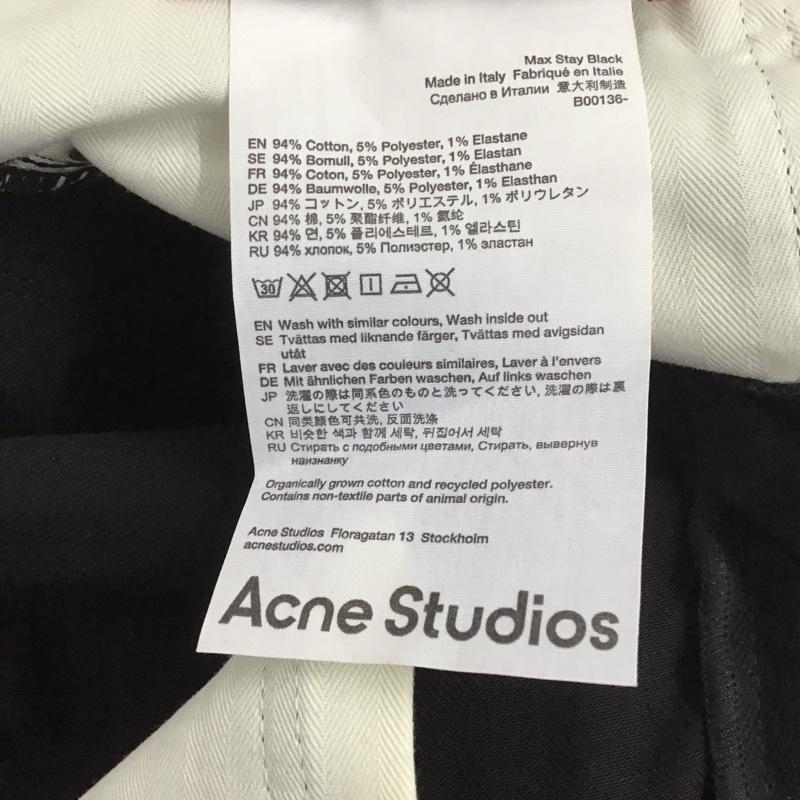 Max Stay Black
Made in Italy Fabriqué en Italie
Сделано в Италии 意大利制造
B00136-
EN 94% Cotton, 5% Polyester, 1% Elastane
SE 94% Bomull, 5% Polyester, 1% Elastan
FR 94% Coton, 5% Polyester, 1% Élasthane
DE 94% Baumwolle, 5% Polyester, 1% Elasthan
JP 94% コットン, 5% ポリエステル, 1% ポリウレタン
CN 94% 棉, 5% 聚酯纤维, 1% 氨纶
KR 94% 면, 5% 폴리에스테르, 1% 엘라스틴
RU 94% хлопок, 5% Полиэстер, 1% эластан
30
EN Wash with similar colours, Wash inside out
SE Tvättas med liknande färger, Tvättas med avigsidan
utåt
FR Laver avec des couleurs similaires, Laver à l'envers
DE Mit ähnlichen Farben waschen, Auf links waschen
JP 洗濯の際は同系色のものと洗ってください, 洗濯の際は裏
返しにしてください
CN 同类颜色可共洗, 反面洗涤
KR 비슷한 색과 함께 세탁, 뒤집어서 세탁
RU Стирать с подобными цветами, Стирать, вывернув
наизнанку
Organically grown cotton and recycled polyester.
Contains non-textile parts of animal origin.
Acne Studios Floragatan 13 Stockholm
acnestudios.com
Acne Studios